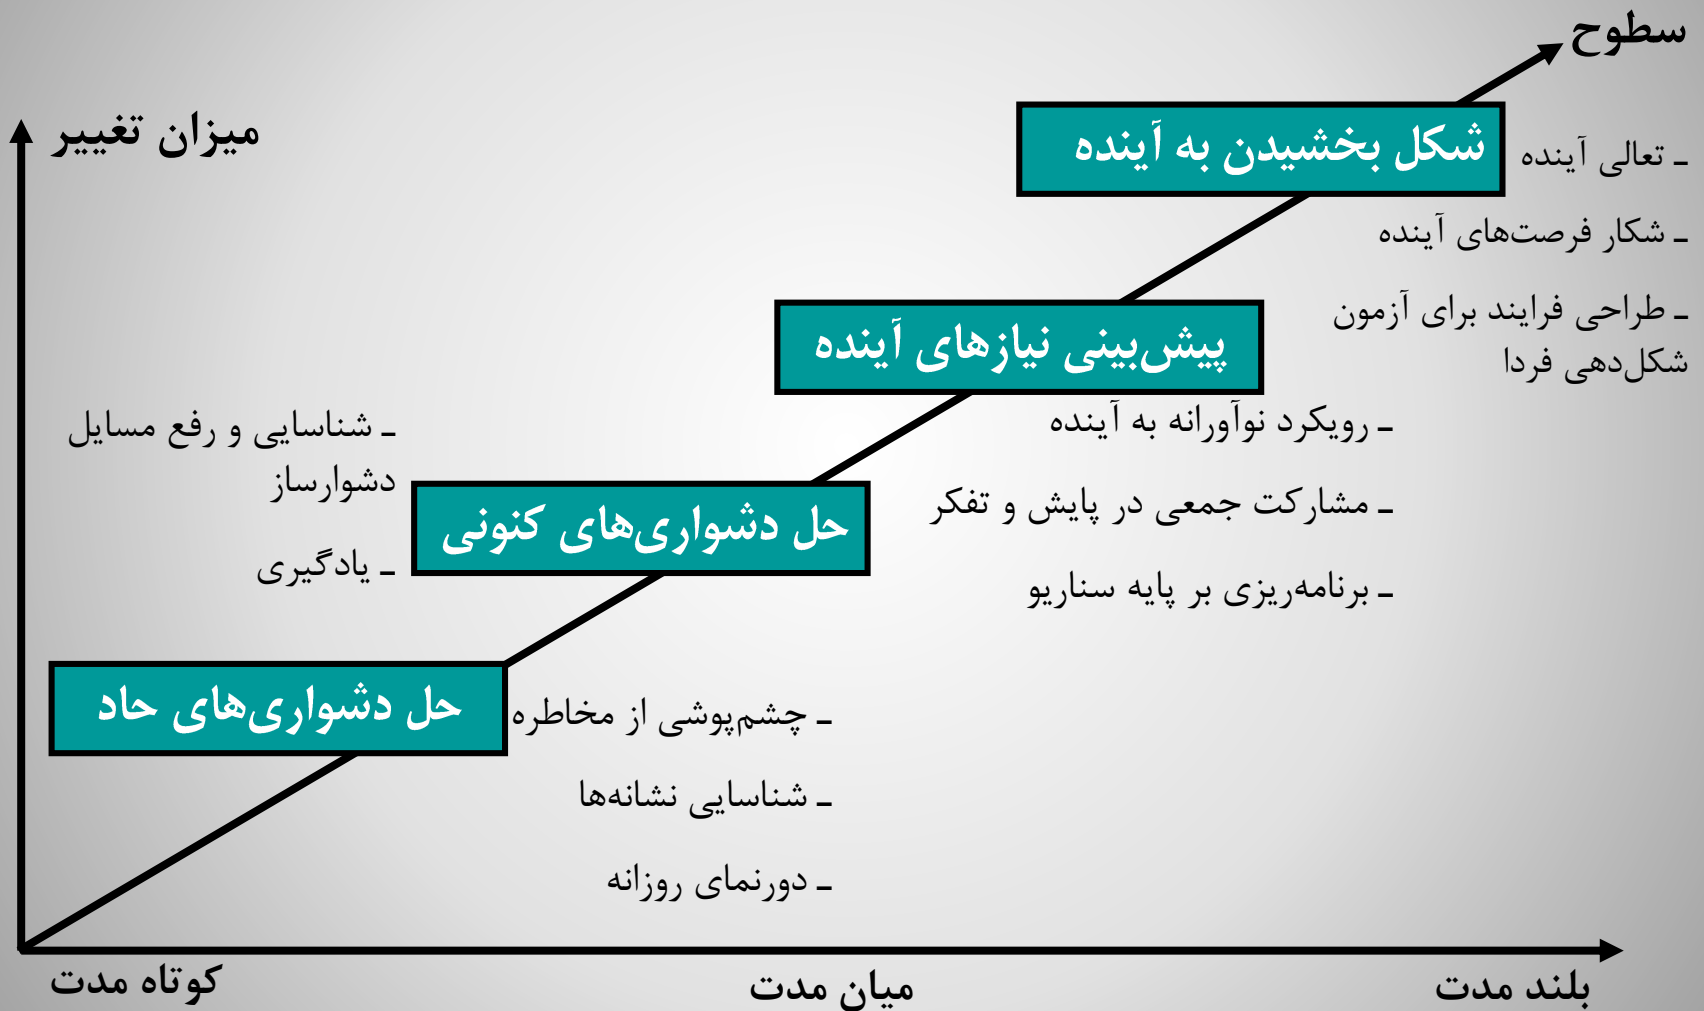 سطوح
میزان تغییر
شکل بخشیدن به آینده
ـ تعالی آینده
ـ شکار فرصت‌های آینده
ـ طراحی فرایند برای آزمون
شکل‌دهی فردا
پیش‌بینی نیازهای آینده
ـ رویکرد نوآورانه به آینده
ـ مشارکت جمعی در پایش و تفکر
ـ برنامه‌ریزی بر پایه سناریو
حل دشواری‌های کنونی
ـ شناسایی و رفع مسایل
دشوارساز
ـ یادگیری
حل دشواری‌های حاد
ـ چشم‌پوشی از مخاطره
ـ شناسایی نشانه‌ها
ـ دورنمای روزانه
کوتاه مدت
میان مدت
بلند مدت